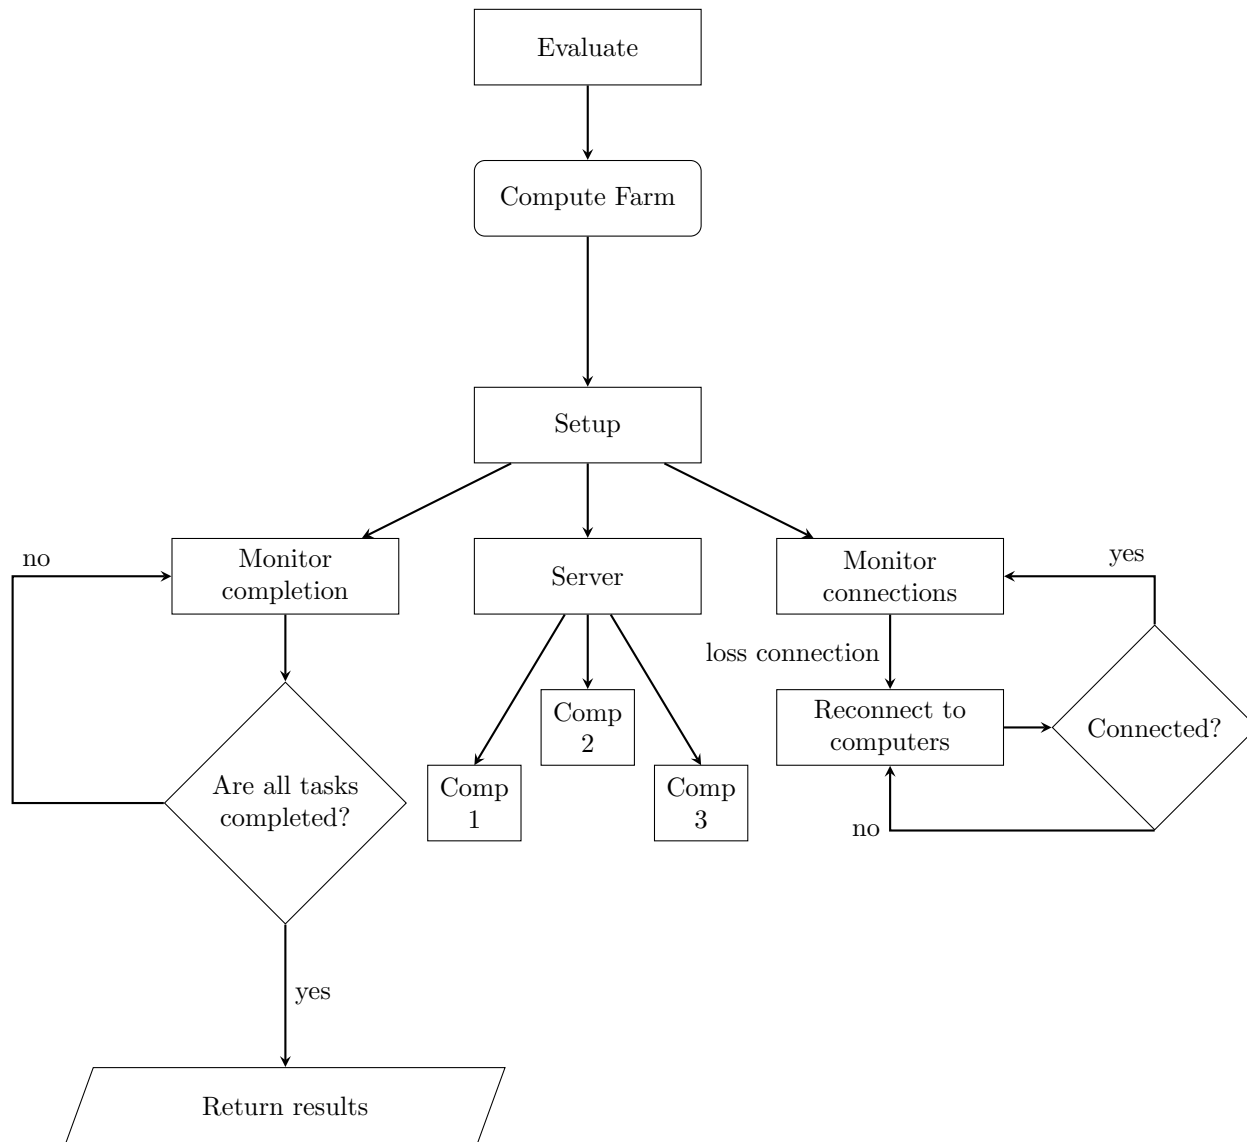 Evaluate
Compute Farm
Setup
no
Monitor
completion
Server
Monitor
connections
yes
loss connection
Comp
2
Reconnect to
computers
Connected?
Are all tasks
completed?
Comp
1
Comp
3
no
yes
Return results